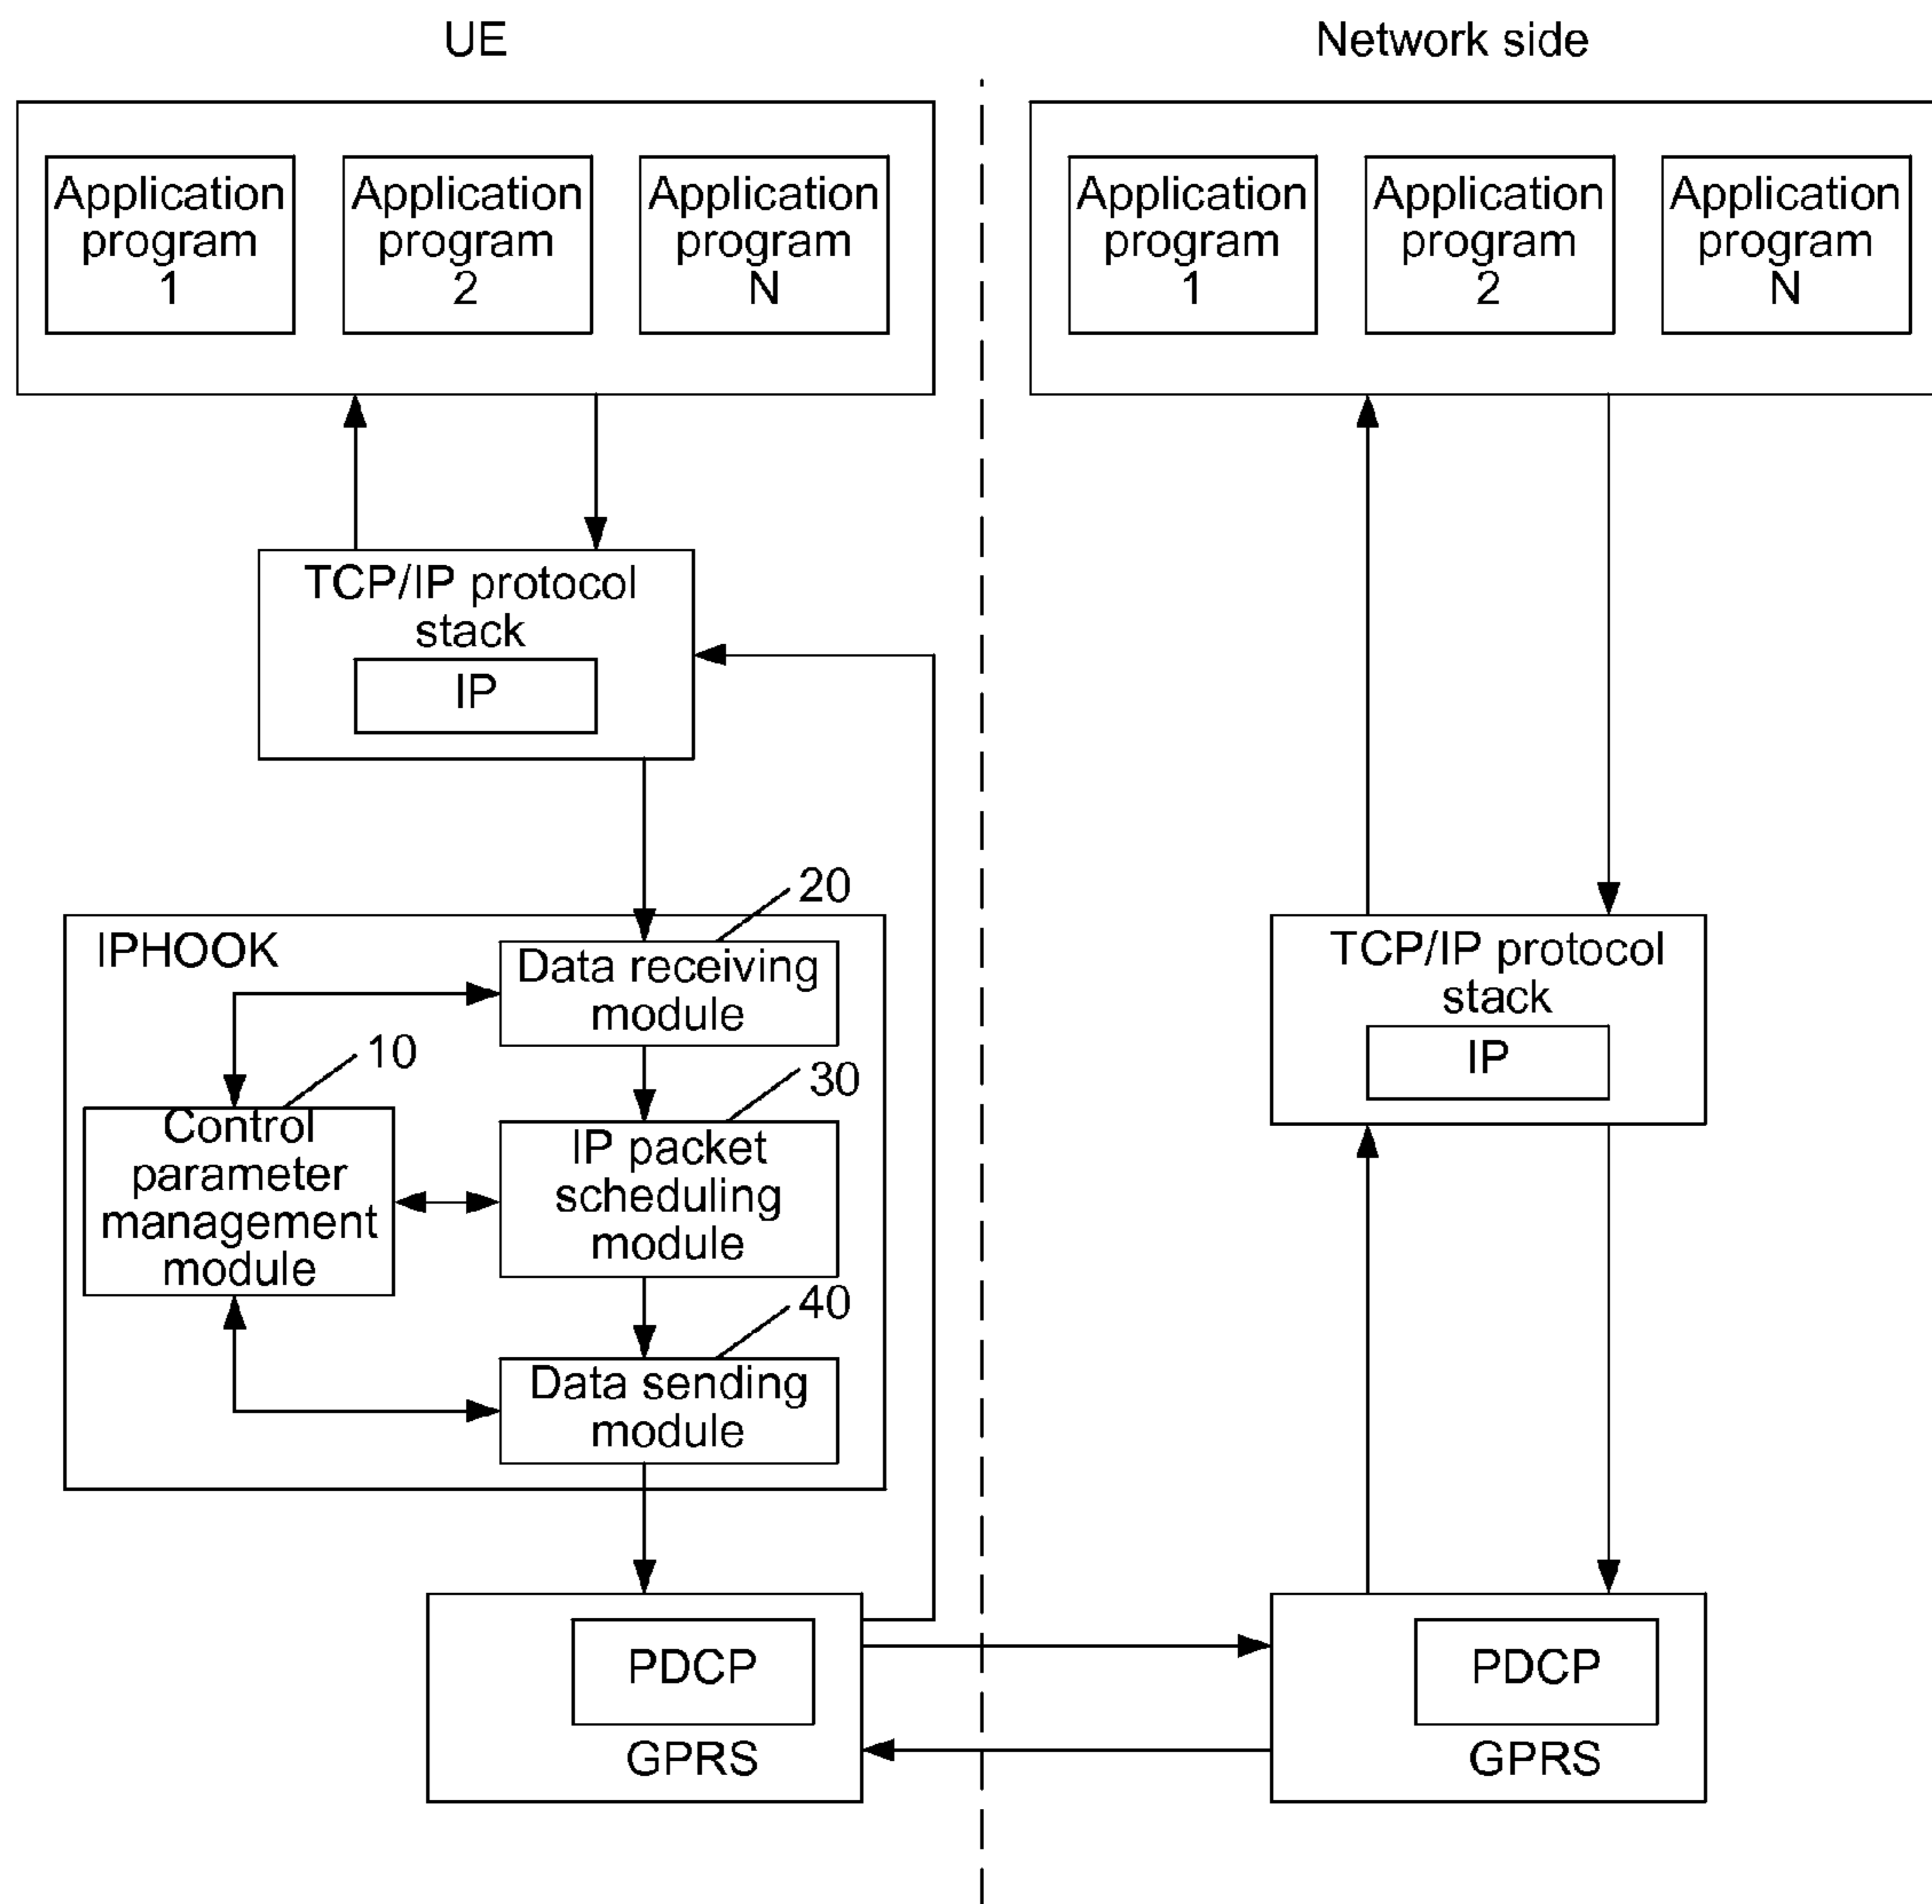 UE
Network side
Application
program
1
Application
program
2
Application
program
N
Application
program
1
Application
program
2
Application
program
N
TCP/IP protocol
stack
IP
20
IPHOOK
Data receiving
module
10
30
Control
parameter
management
module
IP packet
scheduling
module
40
Data sending
module
TCP/IP protocol
stack
IP
PDCP
GPRS
PDCP
GPRS